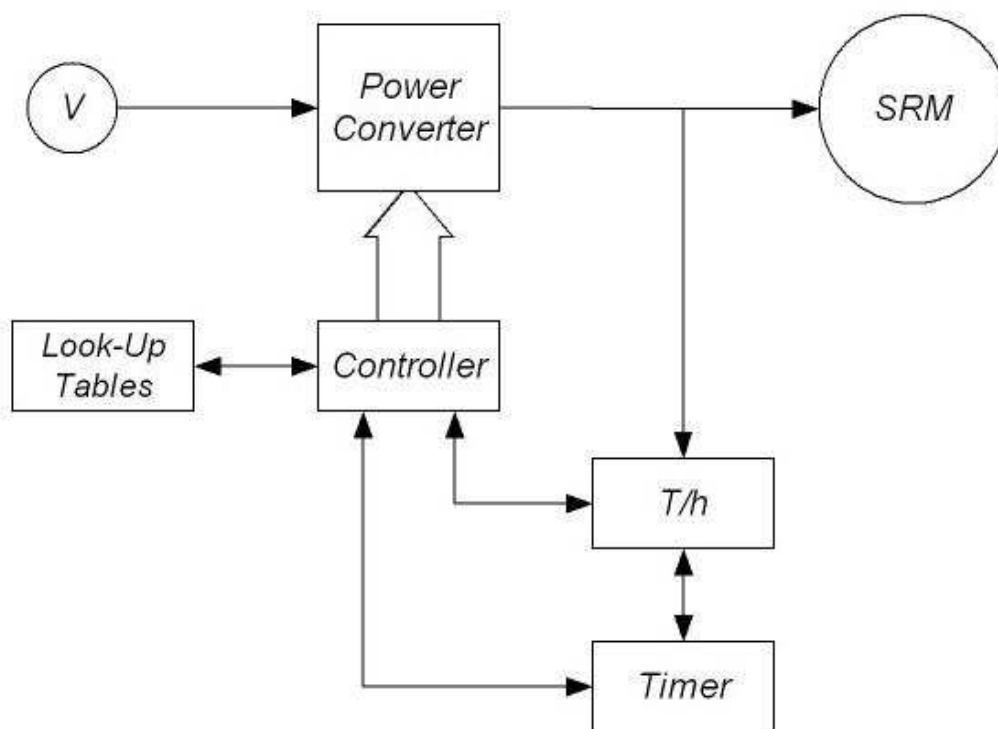 V
Power
Converter
SRM
Look-Up
Tables
Controller
T/h
Timer